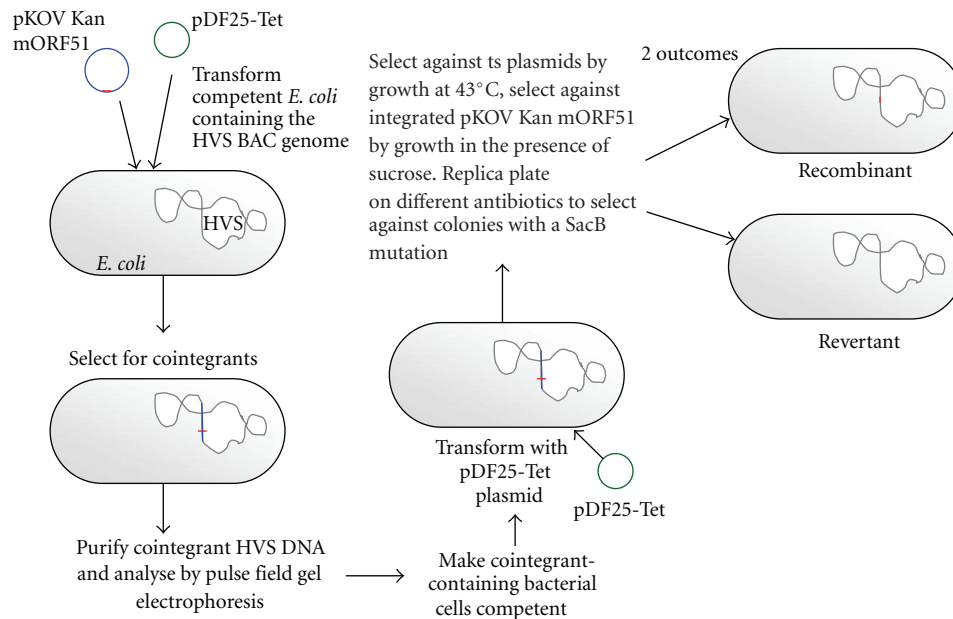 pKOV Kan
mORF51
pDF25-Tet
Transform
competent E. coli
containing the
HVS BAC genome
HVS
E. coli
Select for cointegrants
Purify cointegrant HVS DNA
and analyse by pulse field gel
electrophoresis
Make cointegrant-
containing bacterial
cells competent
Transform with
pDF25-Tet
plasmid
pDF25-Tet
Select against ts plasmids by
growth at 43°C, select against
integrated pKOV Kan mORF51
by growth in the presence of
sucrose. Replica plate
on different antibiotics to select
against colonies with a SacB
mutation
2 outcomes
Recombinant
Revertant